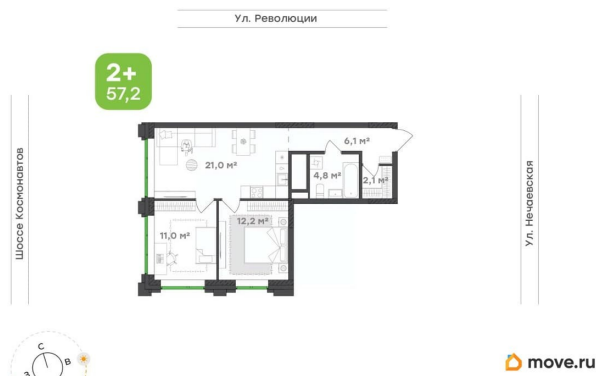 Ул. Революции
2+
57,2
Шоссе Космонавтов
Ул. Нечаевская
6,1 м²
21,0 м²
4,8 м²
2,1 м²
11,0 м²
12,2 м²
С
В
З
move.ru